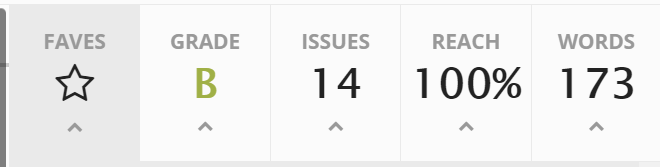 FAVES GRADE ISSUES REACH WORDS
B 14 100% 173